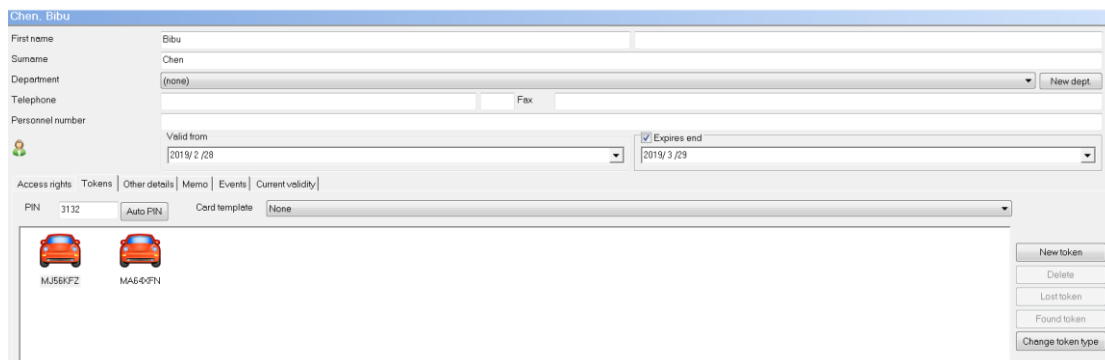 Chen, Bibu
First name Bibu
Surname Chen
Department (none) New dept.
Telephone Fax
Personnel number
Valid from Expires end
2019/ 2 /28 2019/ 3 /29
Access rights Tokens Other details Memo Events Current validity
PIN 3132 Auto PIN Card template None
New token
MJ56KFZ MA64XFN Delete
Lost token
Found token
Change token type